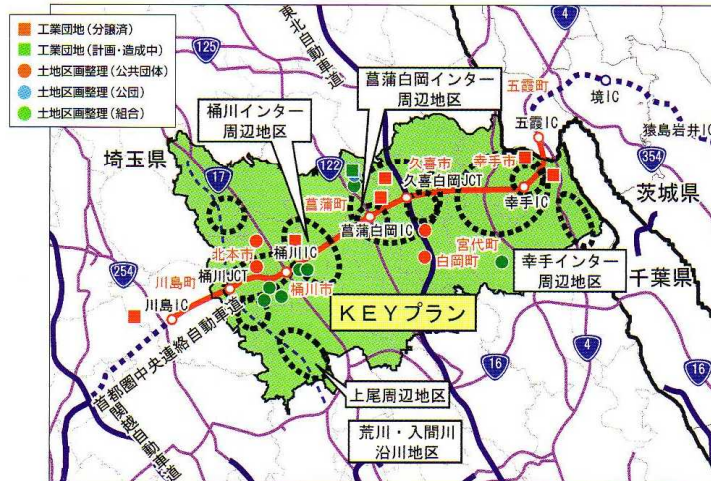 工業団地(分譲済)
工業団地(計画・造成中)
土地区画整理(公共団体)
土地区画整理(公団)
土地区画整理(組合)
東北自動車道
4
125
菖蒲白岡インター
周辺地区
五霞町
境IC
五霞IC
猿島岩井IC
桶川インター
周辺地区
埼玉県
17
122
久喜市
幸手市
354
久喜白岡JCT
茨城県
菖蒲町
幸手IC
菖蒲白岡IC
北本市
桶川IC
宮代町
254
川島町
桶川JCT
白岡町
幸手インター
周辺地区
千葉県
川島IC
桶川市
KEYプラン
首都圏中央連絡自動車道
関越自動車道
16
4
16
上尾周辺地区
荒川・入間川
沿川地区